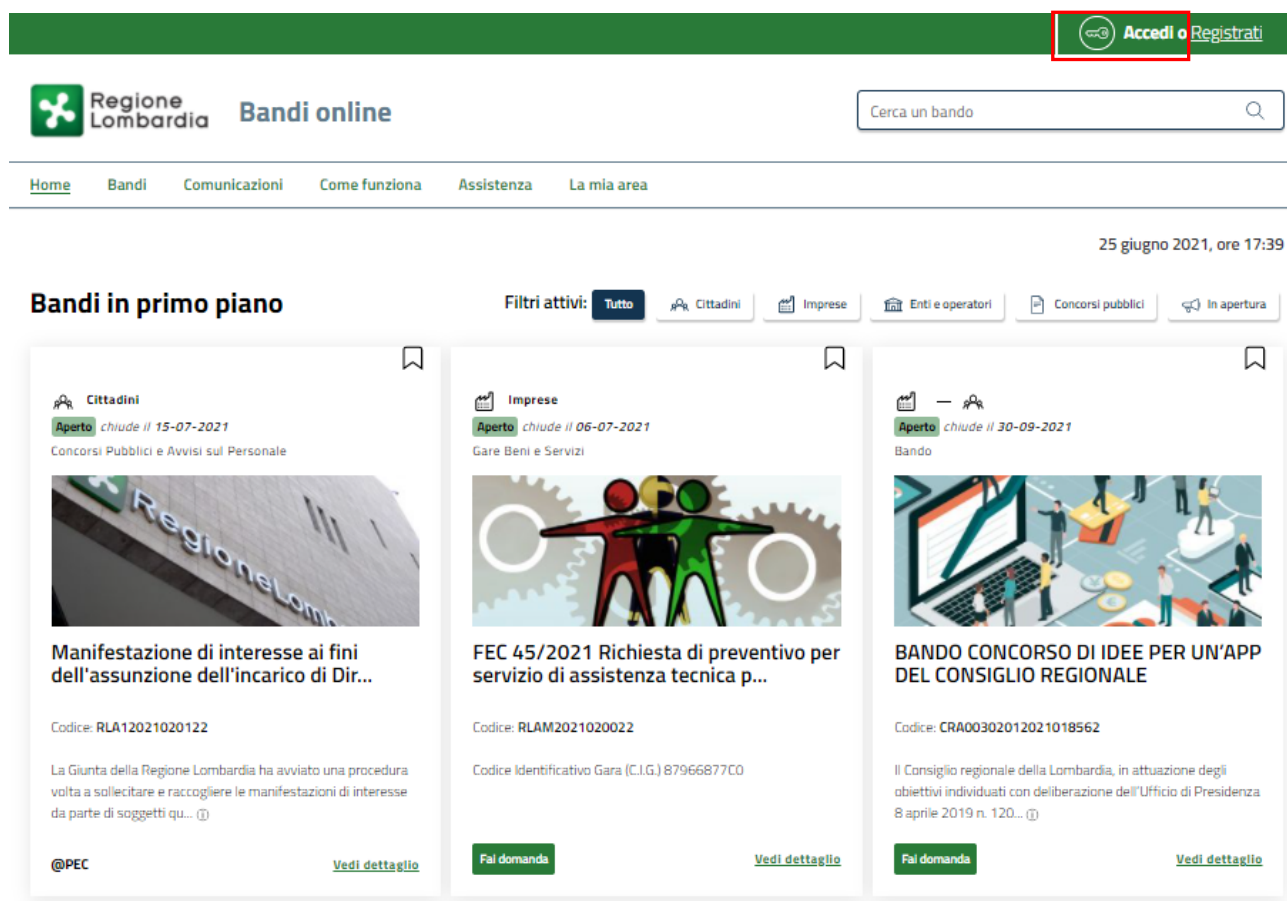 Accedi o Registrati
Regione
Lombardia
Bandi online
Cerca un bando
Home Bandi Comunicazioni Come funziona Assistenza La mia area
25 giugno 2021, ore 17:39
Bandi in primo piano
Filtri attivi: Tutto Cittadini Imprese Enti e operatori Concorsi pubblici In apertura
Cittadini
Aperto chiude il 15-07-2021
Concorsi Pubblici e Avvisi sul Personale
RegioneLom
Manifestazione di interesse ai fini
dell'assunzione dell'incarico di Dir...
Codice: RLA12021020122
La Giunta della Regione Lombardia ha avviato una procedura
volta a sollecitare e raccogliere le manifestazioni di interesse
da parte di soggetti qu...
@PEC Vedi dettaglio
Imprese
Aperto chiude il 06-07-2021
Gare Beni e Servizi
FEC 45/2021 Richiesta di preventivo per
servizio di assistenza tecnica p...
Codice: RLAM2021020022
Codice Identificativo Gara (C.I.G.) 87966877C0
Fai domanda Vedi dettaglio
—
Aperto chiude il 30-09-2021
Bando
BANDO CONCORSO DI IDEE PER UN'APP
DEL CONSIGLIO REGIONALE
Codice: CRA00302012021018562
Il Consiglio regionale della Lombardia, in attuazione degli
obiettivi individuati con deliberazione dell'Ufficio di Presidenza
8 aprile 2019 n. 120...
Fai domanda Vedi dettaglio